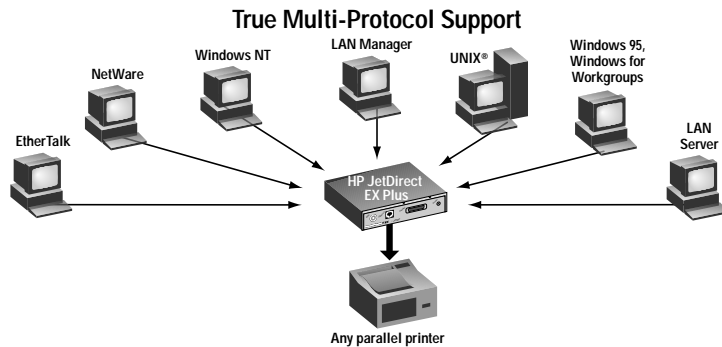 True Multi-Protocol Support
EtherTalk
NetWare
Windows NT
LAN Manager
UNIX®
Windows 95,
Windows for
Workgroups
LAN
Server
HP JetDirect
EX Plus
Any parallel printer